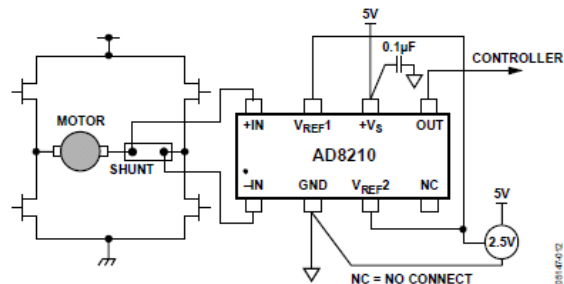 5V
0.1µF
CONTROLLER
MOTOR
SHUNT
+IN
VREF1
+VS
OUT
AD8210
–IN
GND
VREF2
NC
5V
2.5V
NC = NO CONNECT
05147-012